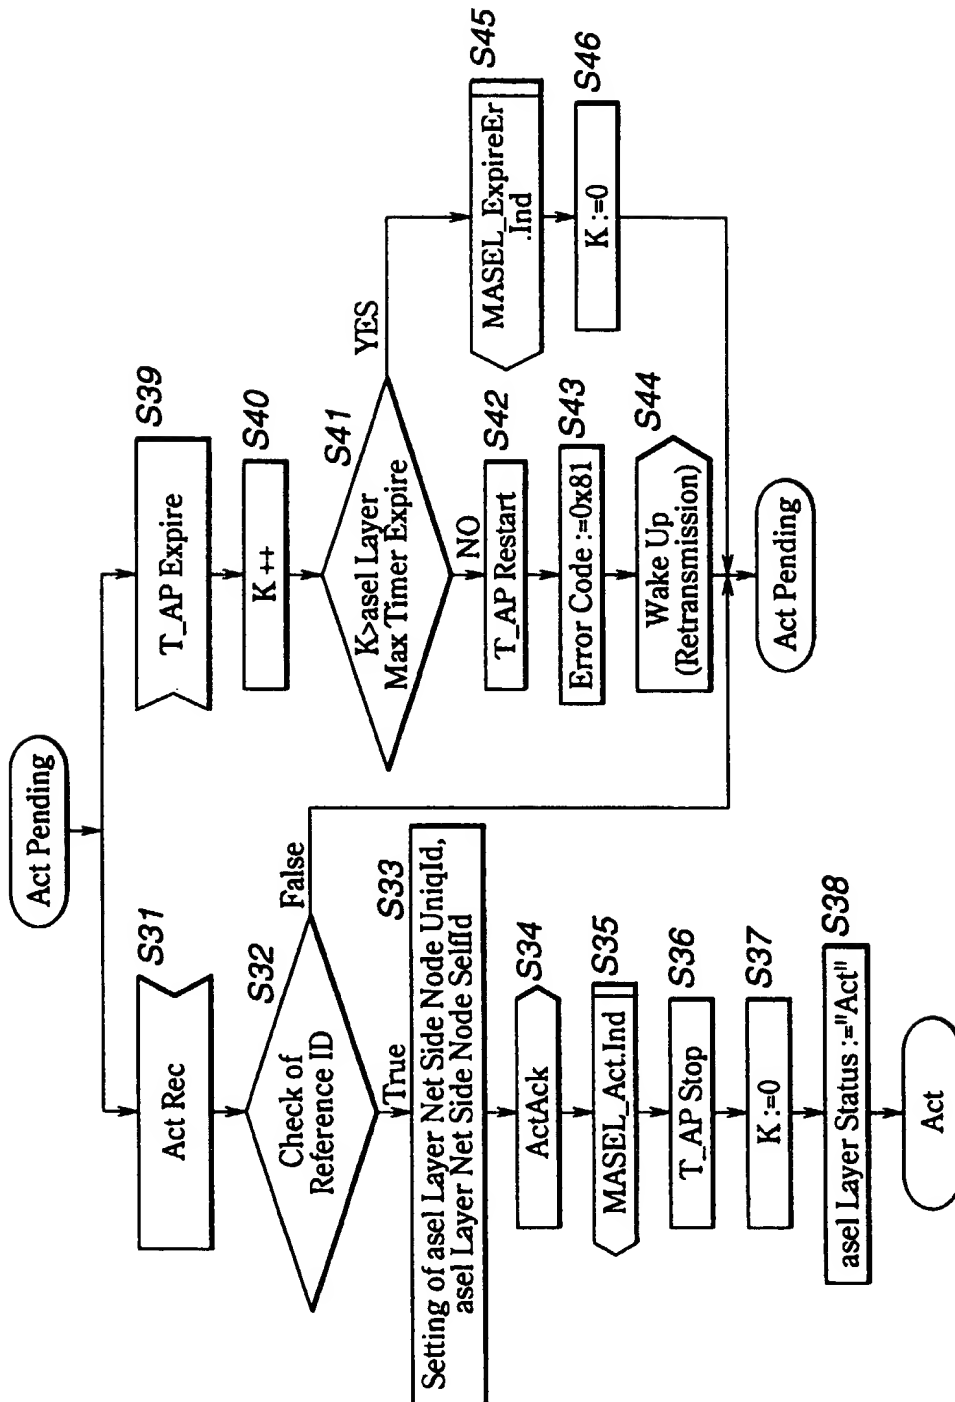 Act Pending
S31
Act Rec
S32
Check of
Reference ID
False
True
S33
Setting of asel Layer Net Side Node UniqId,
asel Layer Net Side Node SelfId
S34
ActAck
S35
MASEL_Act.Ind
S36
T_AP Stop
S37
K :=0
S38
asel Layer Status :="Act"
Act
S39
T_AP Expire
S40
K ++
S41
K>asel Layer
Max Timer Expire
YES
NO
S42
T_AP Restart
S43
Error Code :=0x81
S44
Wake Up
(Retransmission)
Act Pending
S45
MASEL_ExpireEr
.Ind
S46
K :=0